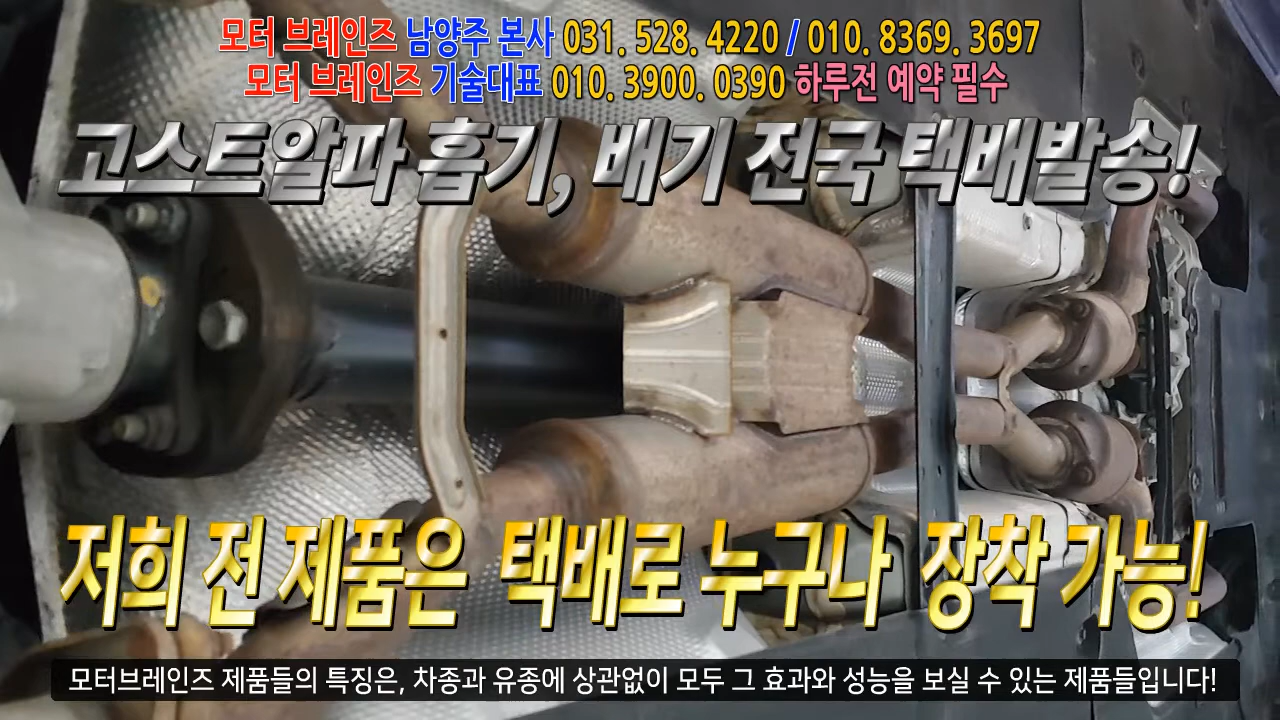 모터 브레인즈 남양주 본사 031. 528. 4220 / 010. 8369. 3697
모터 브레인즈 기술대표 010. 3900. 0390 하루전 예약 필수
고스트알파 흡기, 배기 전국 택배발송!
저희 전 제품은 택배로 누구나 장착 가능!
모터브레인즈 제품들의 특징은, 차종과 유종에 상관없이 모두 그 효과와 성능을 보실 수 있는 제품들입니다!